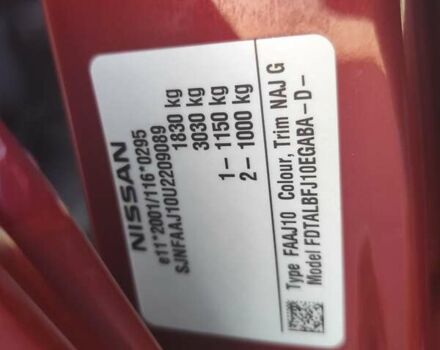 NISSAN
e11*2001/116*0295
SJNFAAJ10U2209089
1830 kg
3030 kg
1– 1150 kg
2– 1000 kg
Type FAAJ10 Colour, Trim NAJ G
Model FDTALBFJ10EGABA–D–